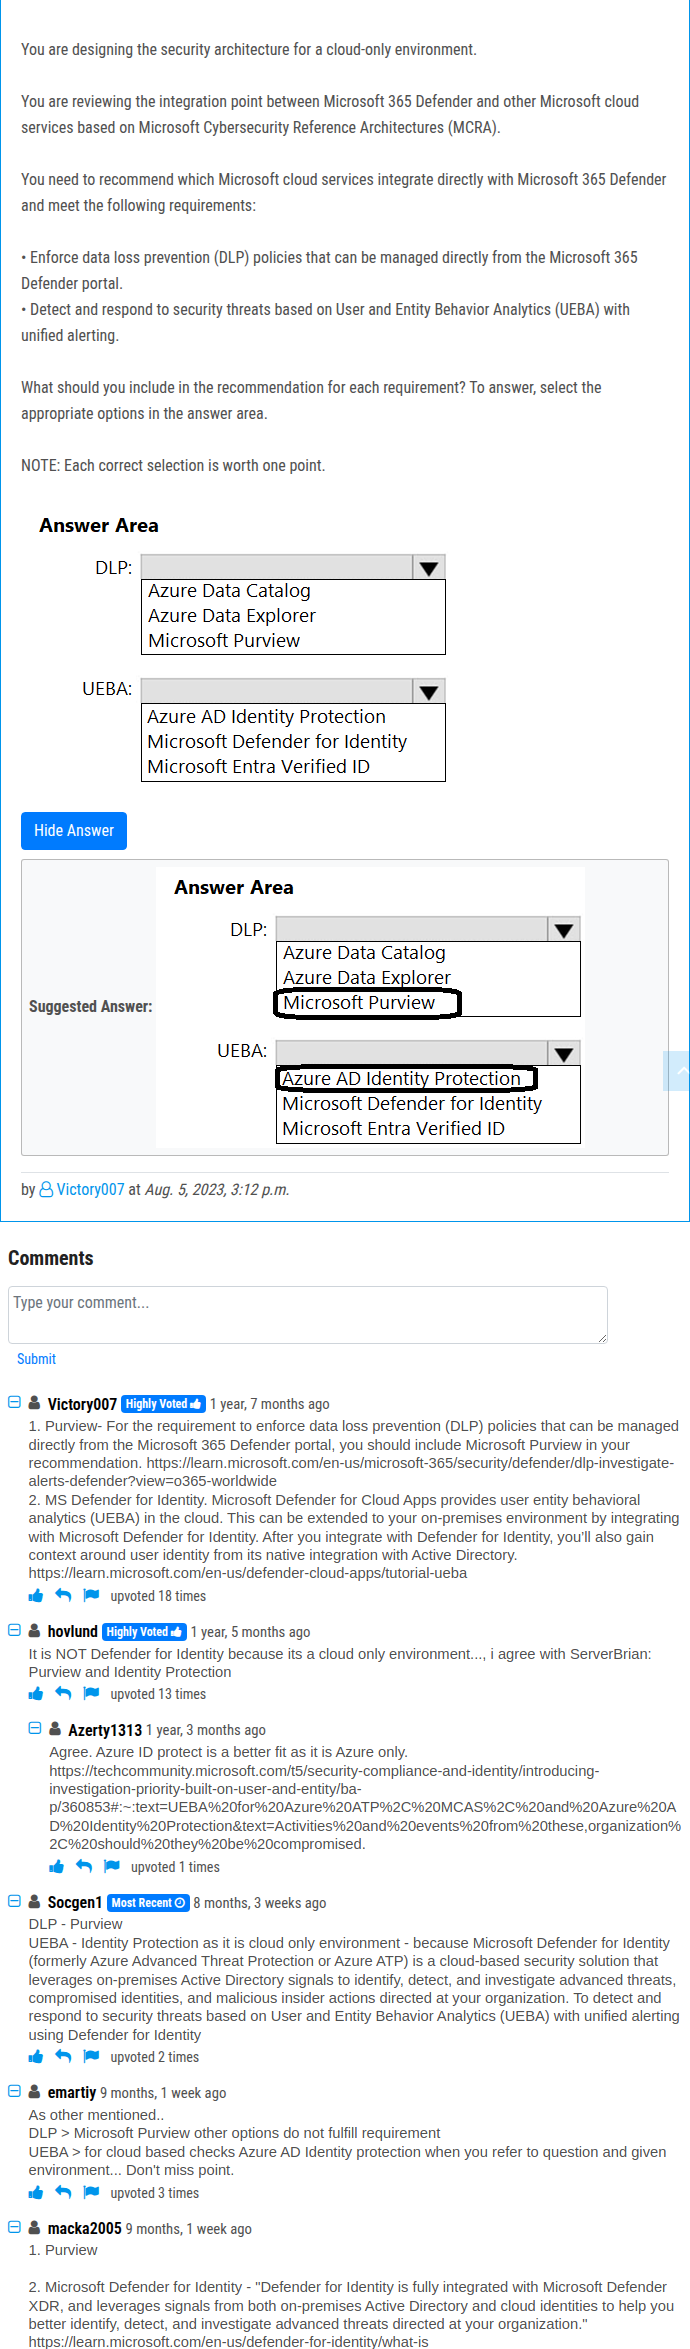 You are designing the security architecture for a cloud-only environment.
You are reviewing the integration point between Microsoft 365 Defender and other Microsoft cloud
services based on Microsoft Cybersecurity Reference Architectures (MCRA).
You need to recommend which Microsoft cloud services integrate directly with Microsoft 365 Defender
and meet the following requirements:
• Enforce data loss prevention (DLP) policies that can be managed directly from the Microsoft 365
Defender portal.
• Detect and respond to security threats based on User and Entity Behavior Analytics (UEBA) with
unified alerting.
What should you include in the recommendation for each requirement? To answer, select the
appropriate options in the answer area.
NOTE: Each correct selection is worth one point.
Answer Area
DLP:
Azure Data Catalog
Azure Data Explorer
Microsoft Purview
UEBA:
Azure AD Identity Protection
Microsoft Defender for Identity
Microsoft Entra Verified ID
Hide Answer
Suggested Answer:
Answer Area
DLP:
Azure Data Catalog
Azure Data Explorer
Microsoft Purview
UEBA:
Azure AD Identity Protection
Microsoft Defender for Identity
Microsoft Entra Verified ID
by Victory007 at Aug. 5, 2023, 3:12 p.m.
Comments
Type your comment...
Submit
Victory007 Highly Voted 1 year, 7 months ago
1. Purview- For the requirement to enforce data loss prevention (DLP) policies that can be managed
directly from the Microsoft 365 Defender portal, you should include Microsoft Purview in your
recommendation. https://learn.microsoft.com/en-us/microsoft-365/security/defender/dlp-investigate-
alerts-defender?view=o365-worldwide
2. MS Defender for Identity. Microsoft Defender for Cloud Apps provides user entity behavioral
analytics (UEBA) in the cloud. This can be extended to your on-premises environment by integrating
with Microsoft Defender for Identity. After you integrate with Defender for Identity, you'll also gain
context around user identity from its native integration with Active Directory.
https://learn.microsoft.com/en-us/defender-cloud-apps/tutorial-ueba
upvoted 18 times
hovlund Highly Voted 1 year, 5 months ago
It is NOT Defender for Identity because its a cloud only environment..., i agree with ServerBrian:
Purview and Identity Protection
upvoted 13 times
Azerty1313 1 year, 3 months ago
Agree. Azure ID protect is a better fit as it is Azure only.
https://techcommunity.microsoft.com/t5/security-compliance-and-identity/introducing-
investigation-priority-built-on-user-and-entity/ba-
p/360853#:~:text=UEBA%20for%20Azure%20ATP%2C%20MCAS%2C%20and%20Azure%20A
D%20Identity%20Protection&text=Activities%20and%20events%20from%20these,organization%
2C%20should%20they%20be%20compromised.
upvoted 1 times
Socgen1 Most Recent 8 months, 3 weeks ago
DLP - Purview
UEBA - Identity Protection as it is cloud only environment - because Microsoft Defender for Identity
(formerly Azure Advanced Threat Protection or Azure ATP) is a cloud-based security solution that
leverages on-premises Active Directory signals to identify, detect, and investigate advanced threats,
compromised identities, and malicious insider actions directed at your organization. To detect and
respond to security threats based on User and Entity Behavior Analytics (UEBA) with unified alerting
using Defender for Identity
upvoted 2 times
emartiy 9 months, 1 week ago
As other mentioned..
DLP > Microsoft Purview other options do not fulfill requirement
UEBA > for cloud based checks Azure AD Identity protection when you refer to question and given
environment... Don't miss point.
upvoted 3 times
macka2005 9 months, 1 week ago
1. Purview
2. Microsoft Defender for Identity - "Defender for Identity is fully integrated with Microsoft Defender
XDR, and leverages signals from both on-premises Active Directory and cloud identities to help you
better identify, detect, and investigate advanced threats directed at your organization."
https://learn.microsoft.com/en-us/defender-for-identity/what-is